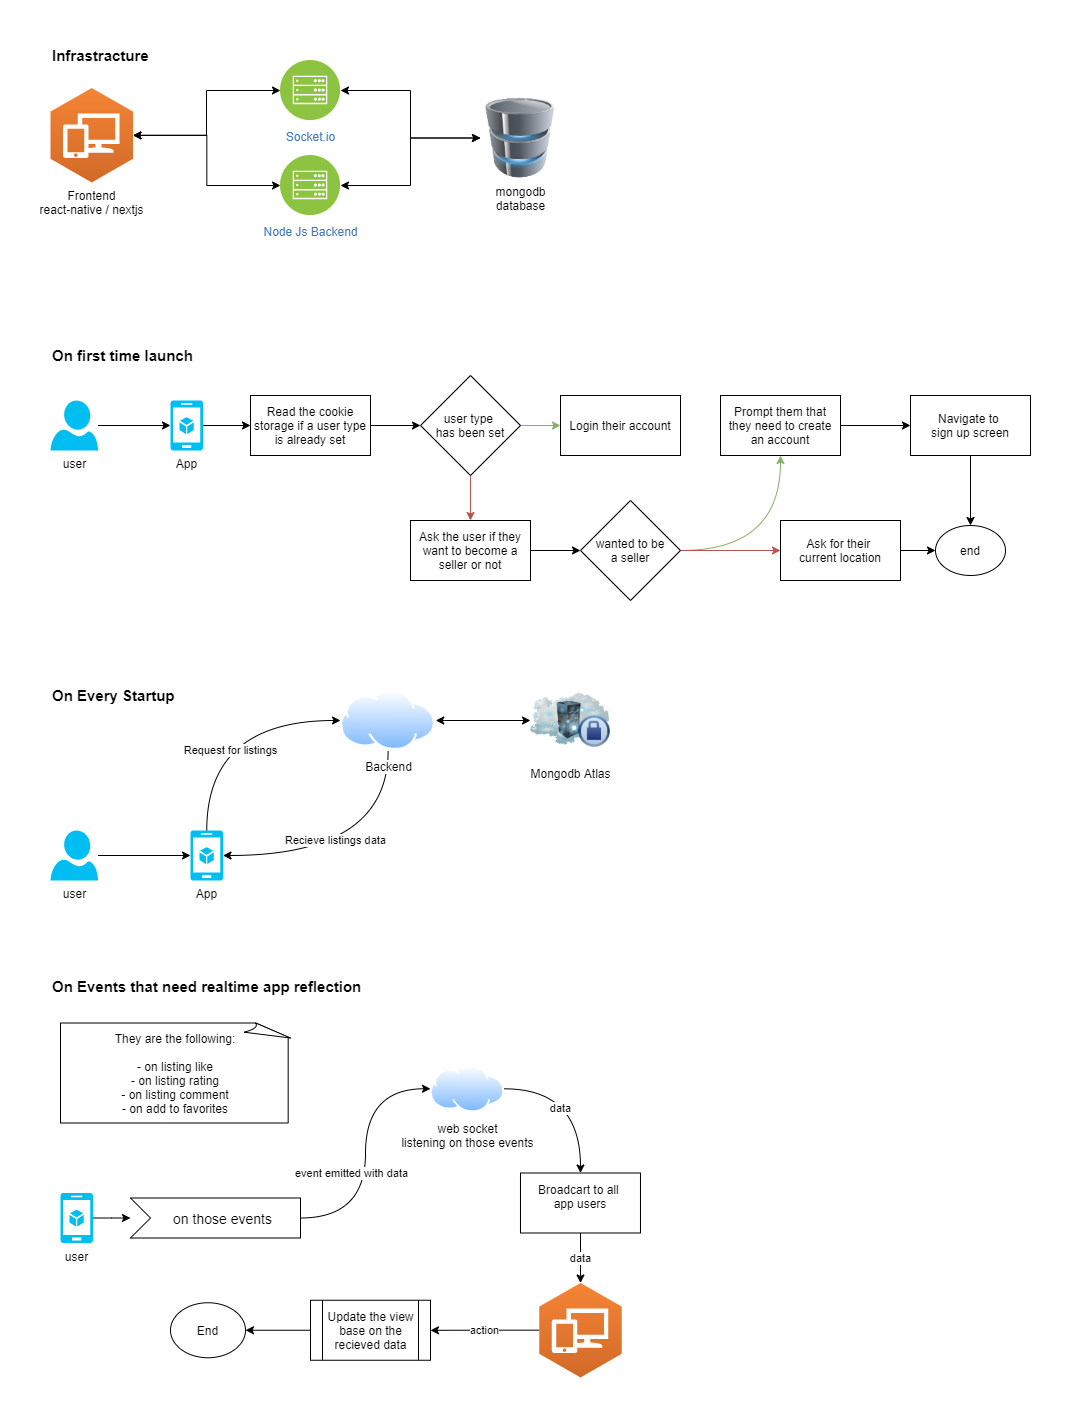 Infrastracture
Socket.io
Frontend
react-native / nextjs
mongodb
database
Node Js Backend
On first time launch
user
App
Read the cookie
storage if a user type
is already set
user type
has been set
Login their account
Prompt them that
they need to create
an account
Navigate to
sign up screen
Ask the user if they
want to become a
seller or not
wanted to be
a seller
Ask for their
current location
end
On Every Startup
Request for listings
Backend
Mongodb Atlas
Recieve listings data
user
App
On Events that need realtime app reflection
They are the following:
- on listing like
- on listing rating
- on listing comment
- on add to favorites
web socket
listening on those events
data
event emitted with data
user
on those events
Broadcart to all
app users
data
End
Update the view
base on the
recieved data
action